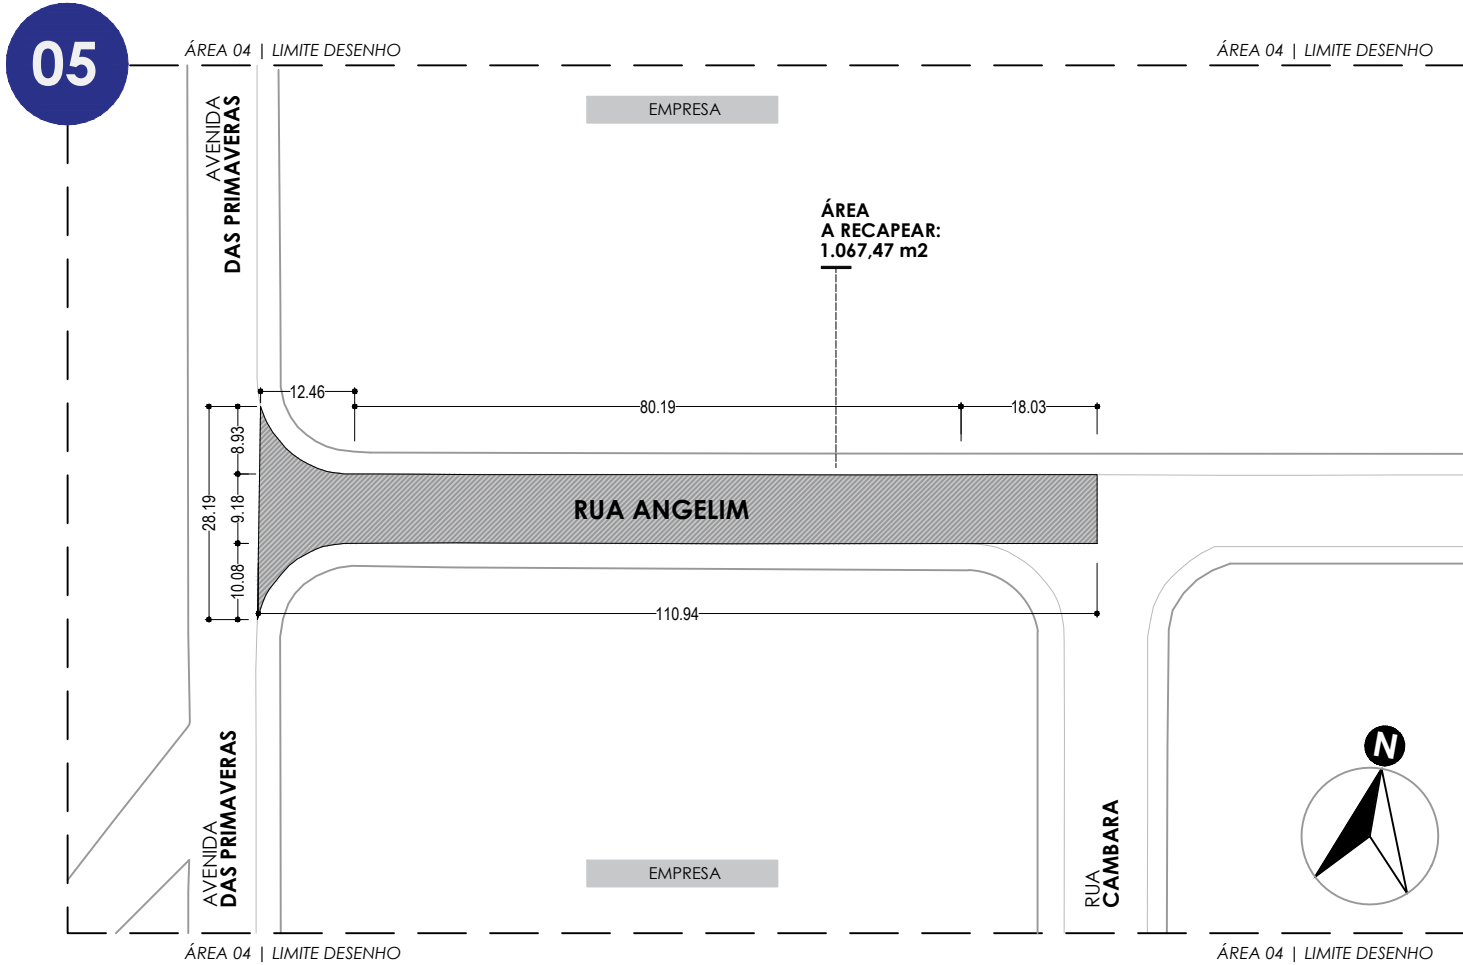 05
ÁREA 04 | LIMITE DESENHO
ÁREA 04 | LIMITE DESENHO
AVENIDA
DAS PRIMAVERAS
EMPRESA
ÁREA
A RECAPEAR:
1.067,47 m2
12.46
80.19
18.03
8.93
28.19
9.18
10.08
RUA ANGELIM
110.94
AVENIDA
DAS PRIMAVERAS
EMPRESA
RUA
CAMBARA
N
ÁREA 04 | LIMITE DESENHO
ÁREA 04 | LIMITE DESENHO